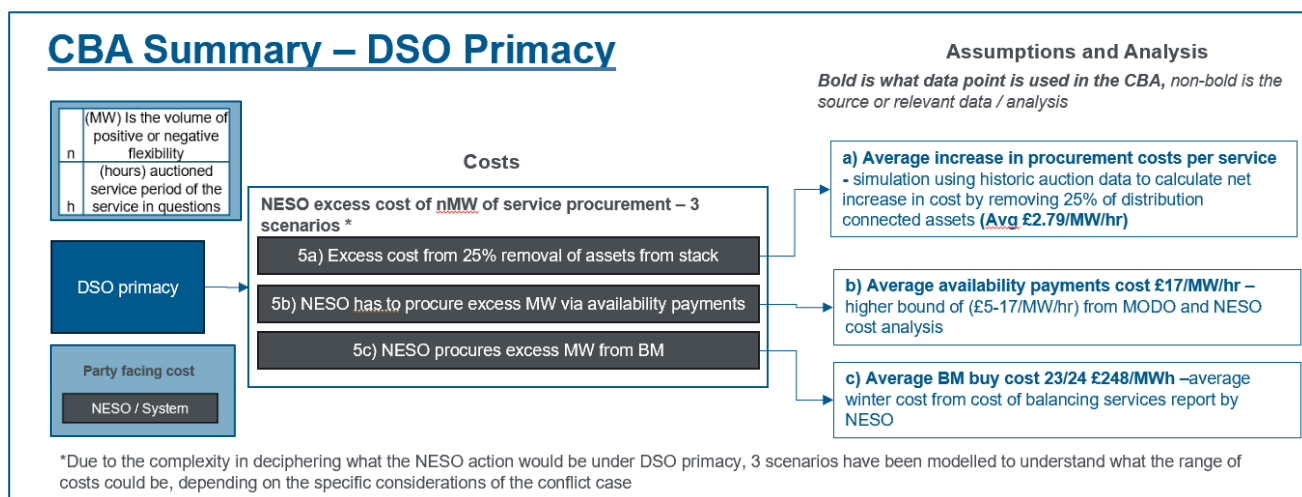 CBA Summary – DSO Primacy
Assumptions and Analysis
Bold is what data point is used in the CBA, non-bold is the
source or relevant data / analysis
n
(MW) Is the volume of
positive or negative
flexibility
h
(hours) auctioned
service period of the
service in questions
DSO primacy
Party facing cost
NESO / System
Costs
NESO excess cost of nMW of service procurement – 3
scenarios *
5a) Excess cost from 25% removal of assets from stack
5b) NESO has to procure excess MW via availability payments
5c) NESO procures excess MW from BM
a) Average increase in procurement costs per service
- simulation using historic auction data to calculate net
increase in cost by removing 25% of distribution
connected assets (Avg £2.79/MW/hr)
b) Average availability payments cost £17/MW/hr –
higher bound of (£5-17/MW/hr) from MODO and NESO
cost analysis
c) Average BM buy cost 23/24 £248/MWh –average
winter cost from cost of balancing services report by
NESO
*Due to the complexity in deciphering what the NESO action would be under DSO primacy, 3 scenarios have been modelled to understand what the range of
costs could be, depending on the specific considerations of the conflict case